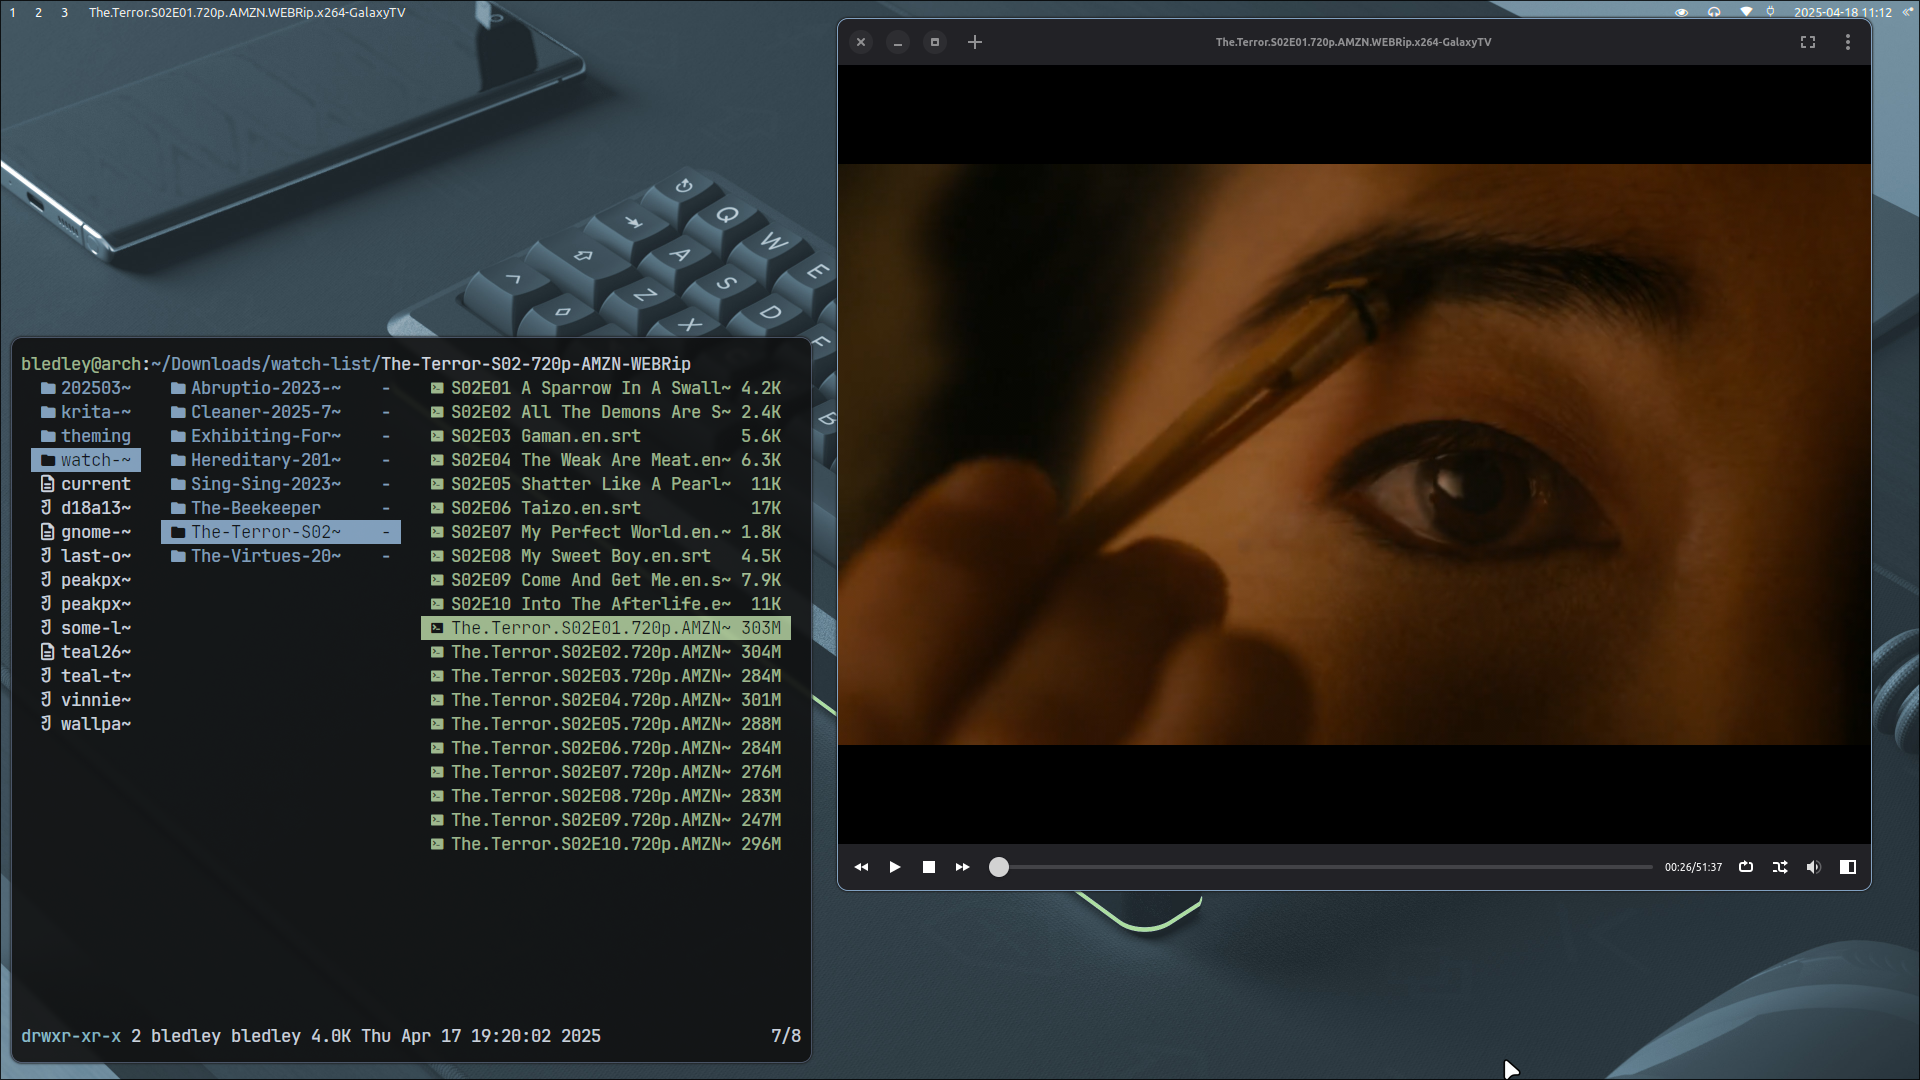 1 2 3 The.Terror.S02E01.720p.AMZN.WEBRip.x264-GalaxyTV
2025-04-18 11:12
The.Terror.S02E01.720p.AMZN.WEBRip.x264-GalaxyTV
Q W E
A S D F
Z X
B
bledley@arch:~/Downloads/watch-list/The-Terror-S02-720p-AMZN-WEBRip
202503~ Abruptio-2023-~ - S02E01 A Sparrow In A Swall~ 4.2K
krita-~ Cleaner-2025-7~ - S02E02 All The Demons Are S~ 2.4K
theming Exhibiting-For~ - S02E03 Gaman.en.srt 5.6K
watch-~ Hereditary-201~ - S02E04 The Weak Are Meat.en~ 6.3K
current Sing-Sing-2023~ - S02E05 Shatter Like A Pearl~ 11K
d18a13~ The-Beekeeper - S02E06 Taizo.en.srt 17K
gnome-~ The-Terror-S02~ - S02E07 My Perfect World.en.~ 1.8K
last-o~ The-Virtues-20~ - S02E08 My Sweet Boy.en.srt 4.5K
peakpx~ S02E09 Come And Get Me.en.s~ 7.9K
peakpx~ S02E10 Into The Afterlife.e~ 11K
some-l~ The.Terror.S02E01.720p.AMZN~ 303M
teal26~ The.Terror.S02E02.720p.AMZN~ 304M
teal-t~ The.Terror.S02E03.720p.AMZN~ 284M
vinnie~ The.Terror.S02E04.720p.AMZN~ 301M
wallpa~ The.Terror.S02E05.720p.AMZN~ 288M
The.Terror.S02E06.720p.AMZN~ 284M
The.Terror.S02E07.720p.AMZN~ 276M
The.Terror.S02E08.720p.AMZN~ 283M
The.Terror.S02E09.720p.AMZN~ 247M
The.Terror.S02E10.720p.AMZN~ 296M
00:26/51:37
drwxr-xr-x 2 bledley bledley 4.0K Thu Apr 17 19:20:02 2025 7/8